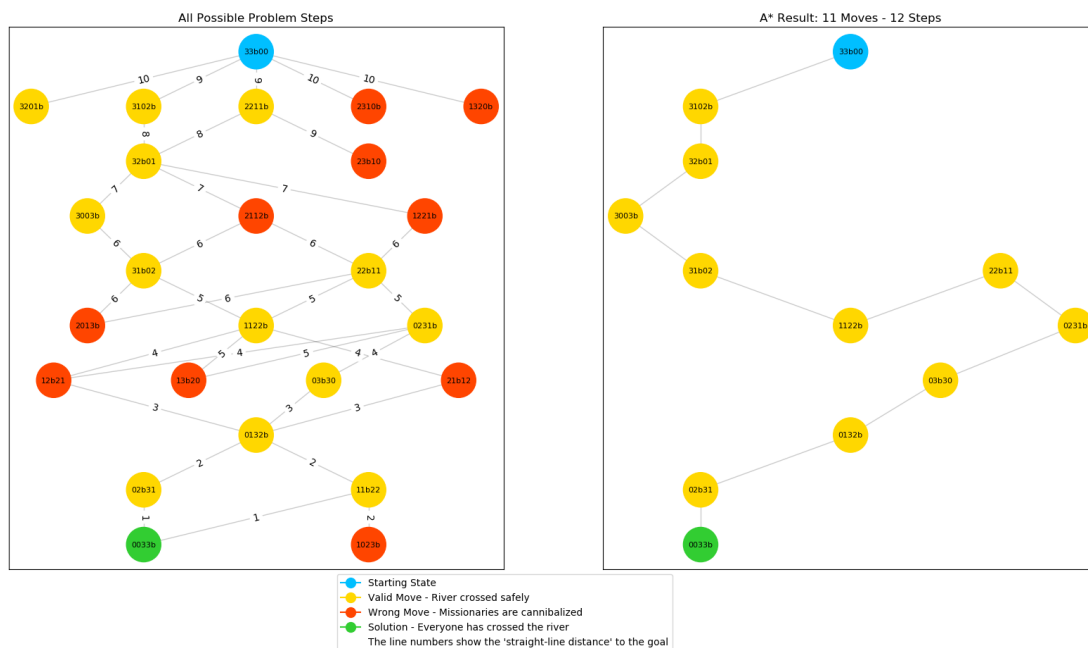 All Possible Problem Steps
33b00
10 9 9 10 10
3201b 3102b 2211b 2310b 1320b
8 8 9
32b01 23b10
7 7 7
3003b 2112b 1221b
6 6 6 6
31b02 22b11
6 5 6 5 5
2013b 1122b 0231b
4 5 4 5 4 4
12b21 13b20 03b30 21b12
3 3 3
0132b
2 2
02b31 11b22
1 1 2
0033b 1023b
A* Result: 11 Moves - 12 Steps
33b00
3102b
32b01
3003b
31b02 22b11
1122b 0231b
03b30
0132b
02b31
0033b
Starting State
Valid Move - River crossed safely
Wrong Move - Missionaries are cannibalized
Solution - Everyone has crossed the river
The line numbers show the 'straight-line distance' to the goal